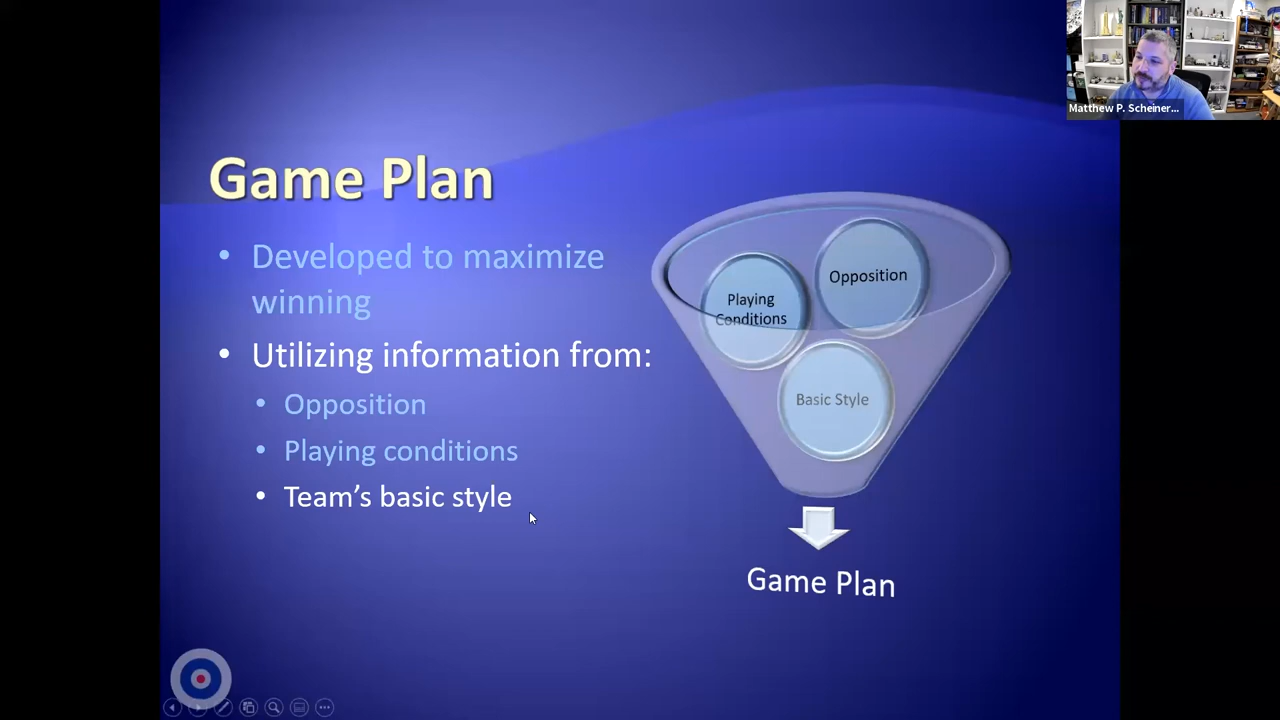 Matthew P. Scheiner...
Game Plan
• Developed to maximize
winning
• Utilizing information from:
• Opposition
• Playing conditions
• Team’s basic style
Opposition
Playing
Conditions
Basic Style
Game Plan